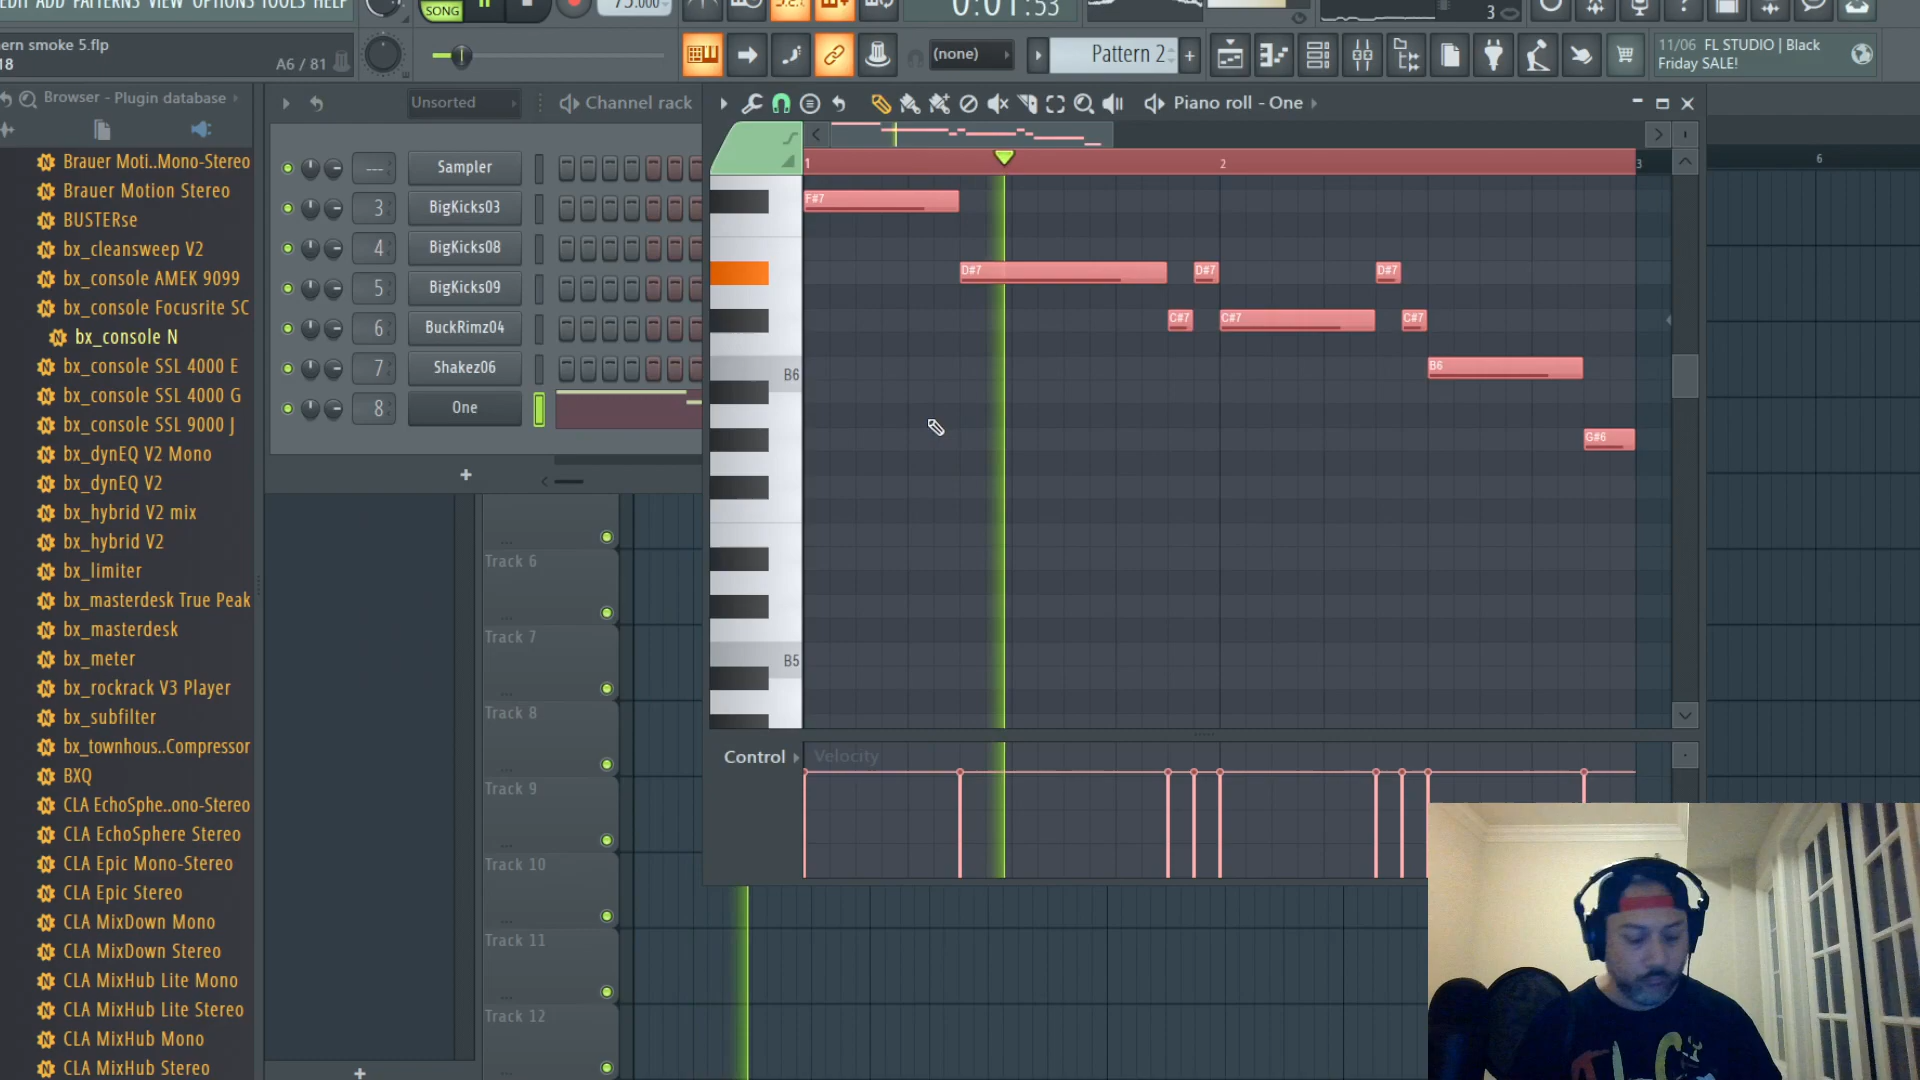 EDIT ADD PATTERNS VIEW OPTIONS TOOLS HELP
SONG
75.000
0:01:53
3
ern smoke 5.flp
18
A6 / 81
(none)
Pattern 2
+
11/06 FL STUDIO | Black
Friday SALE!
Browser - Plugin database
Unsorted
Channel rack
Piano roll - One
Brauer Moti..Mono-Stereo
Brauer Motion Stereo
BUSTERse
bx_cleansweep V2
bx_console AMEK 9099
bx_console Focusrite SC
bx_console N
bx_console SSL 4000 E
bx_console SSL 4000 G
bx_console SSL 9000 J
bx_dynEQ V2 Mono
bx_dynEQ V2
bx_hybrid V2 mix
bx_hybrid V2
bx_limiter
bx_masterdesk True Peak
bx_masterdesk
bx_meter
bx_rockrack V3 Player
bx_subfilter
bx_townhous..Compressor
BXQ
CLA EchoSphe..ono-Stereo
CLA EchoSphere Stereo
CLA Epic Mono-Stereo
CLA Epic Stereo
CLA MixDown Mono
CLA MixDown Stereo
CLA MixHub Lite Mono
CLA MixHub Lite Stereo
CLA MixHub Mono
CLA MixHub Stereo
--- Sampler
3 BigKicks03
4 BigKicks08
5 BigKicks09
6 BuckRimz04
7 Shakez06
8 One
+
Track 6
Track 7
Track 8
Track 9
Track 10
Track 11
Track 12
+
1
2
3
6
F#7
D#7
D#7
D#7
C#7
C#7
C#7
B6
B6
G#6
B5
Control
Velocity